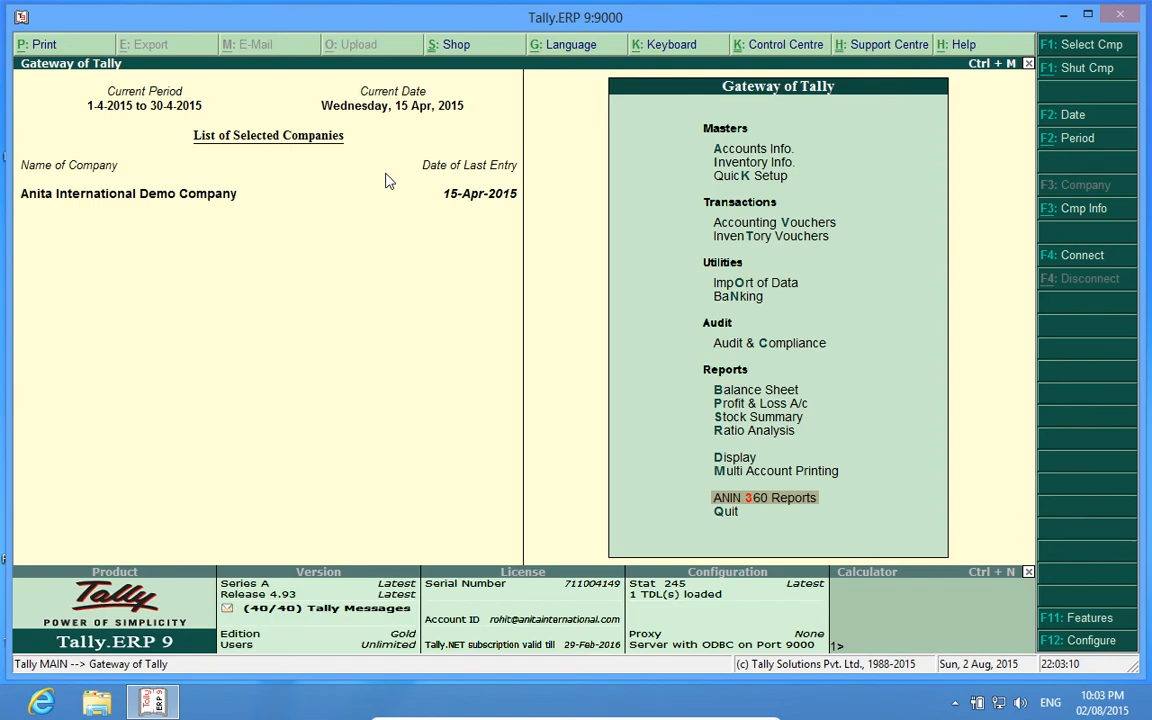 Tally.ERP 9:9000
P: Print
E: Export
M: E-Mail
O: Upload
S: Shop
G: Language
K: Keyboard
K: Control Centre
H: Support Centre
H: Help
Gateway of Tally
Ctrl + M
Current Period
1-4-2015 to 30-4-2015
Current Date
Wednesday, 15 Apr, 2015
List of Selected Companies
Name of Company
Date of Last Entry
Anita International Demo Company
15-Apr-2015
Gateway of Tally
Masters
Accounts Info.
Inventory Info.
QuicK Setup
Transactions
Accounting Vouchers
InvenTory Vouchers
Utilities
ImpOrt of Data
BaNking
Audit
Audit & Compliance
Reports
Balance Sheet
Profit & Loss A/c
Stock Summary
Ratio Analysis
Display
Multi Account Printing
ANIN 360 Reports
Quit
F1: Select Cmp
F1: Shut Cmp
F2: Date
F2: Period
F3: Company
F3: Cmp Info
F4: Connect
F4: Disconnect
F11: Features
F12: Configure
Product
Tally
POWER OF SIMPLICITY
Tally.ERP 9
Version
Series A Latest
Release 4.93 Latest
(40/40) Tally Messages
Edition Gold
Users Unlimited
License
Serial Number 711004149
Account ID rohit@anitainternational.com
Tally.NET subscription valid till 29-Feb-2016
Configuration
Stat 245 Latest
1 TDL(s) loaded
Proxy None
Server with ODBC on Port 9000
Calculator
Ctrl + N
1>
Tally MAIN --> Gateway of Tally
(c) Tally Solutions Pvt. Ltd., 1988-2015
Sun, 2 Aug, 2015
22:03:10
Tally
ERP 9
ENG
10:03 PM
02/08/2015